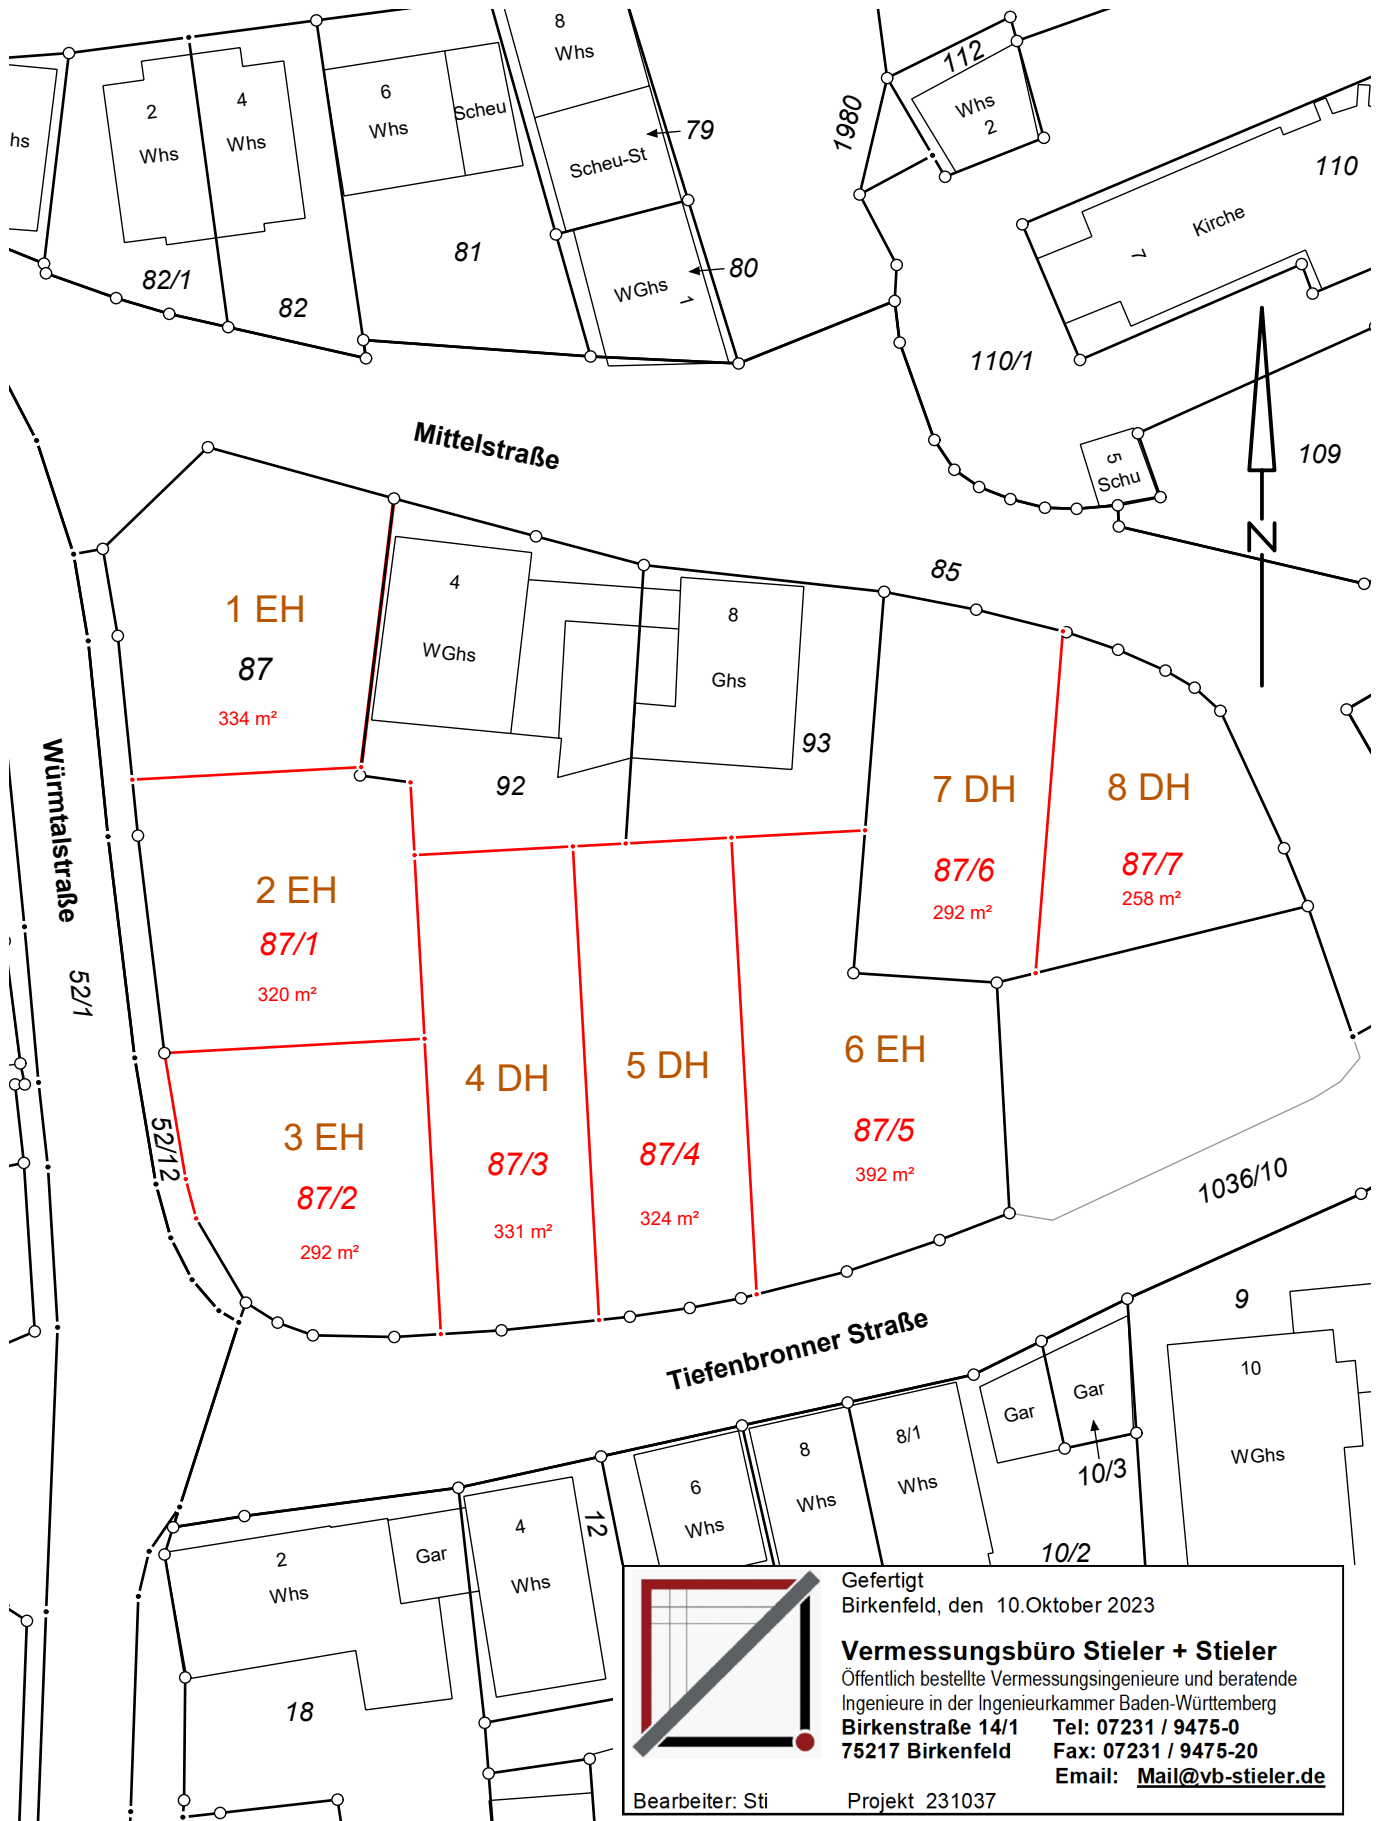 8
Whs
112
Whs
2
1980
2
Whs
4
Whs
6
Whs
Scheu
hs
79
Scheu-St
110
Kirche
7
81
82/1
82
80
WGhs
1
110/1
Mittelstraße
109
5
Schu
N
85
1 EH
87
334 m²
4
WGhs
8
Ghs
93
92
7 DH
8 DH
87/6
292 m²
87/7
258 m²
Würmtalstraße
52/1
2 EH
87/1
320 m²
4 DH
87/3
331 m²
5 DH
87/4
324 m²
6 EH
87/5
392 m²
52/12
3 EH
87/2
292 m²
1036/10
Tiefenbronner Straße
9
10
WGhs
Gar
Gar
10/3
10/2
8/1
Whs
8
Whs
6
Whs
12
4
Whs
Gar
2
Whs
18
Gefertigt
Birkenfeld, den 10.Oktober 2023
Vermessungsbüro Stieler + Stieler
Öffentlich bestellte Vermessungsingenieure und beratende
Ingenieure in der Ingenieurkammer Baden-Württemberg
Birkenstraße 14/1 Tel: 07231 / 9475-0
75217 Birkenfeld Fax: 07231 / 9475-20
Email: Mail@vb-stieler.de
Bearbeiter: Sti Projekt 231037